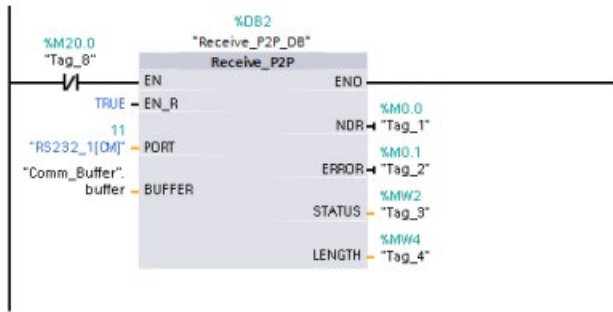 %DB2
"Receive_P2P_DB"
%M20.0
"Tag_8"
Receive_P2P
EN
ENO
TRUE
EN_R
%M0.0
NDR
"Tag_1"
11
"RS232_1[CM]"
PORT
%M0.1
ERROR
"Tag_2"
"Comm_Buffer".
buffer
BUFFER
%MW2
STATUS
"Tag_3"
%MW4
LENGTH
"Tag_4"